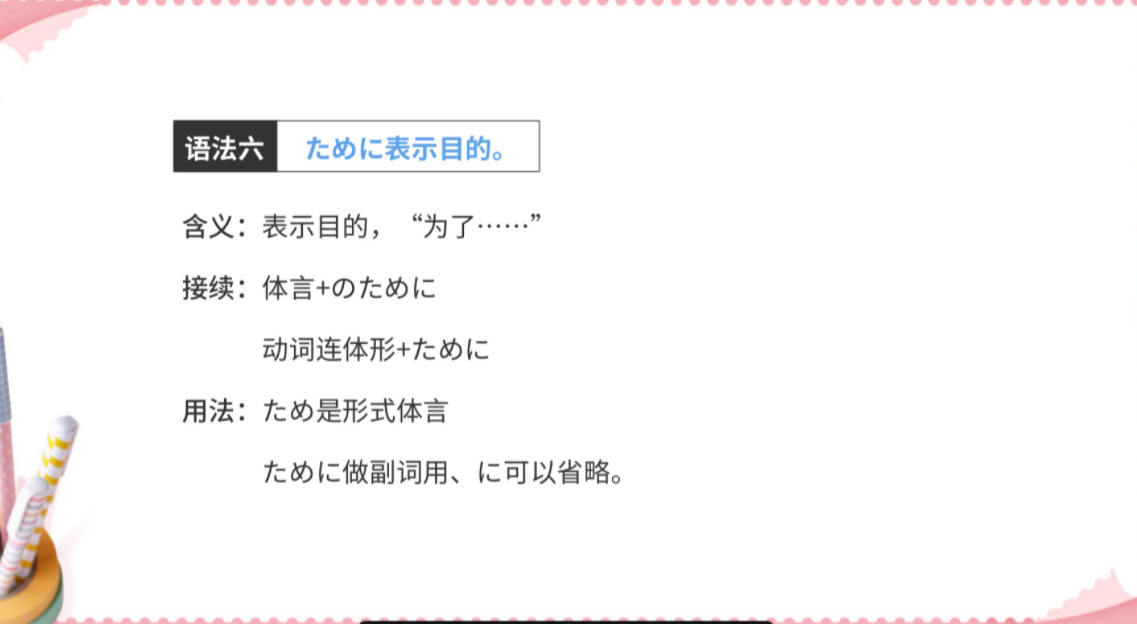 语法六 ために表示目的。
含义：表示目的，“为了……”
接续：体言+のために
动词连体形+ために
用法：ため是形式体言
ために做副词用、に可以省略。